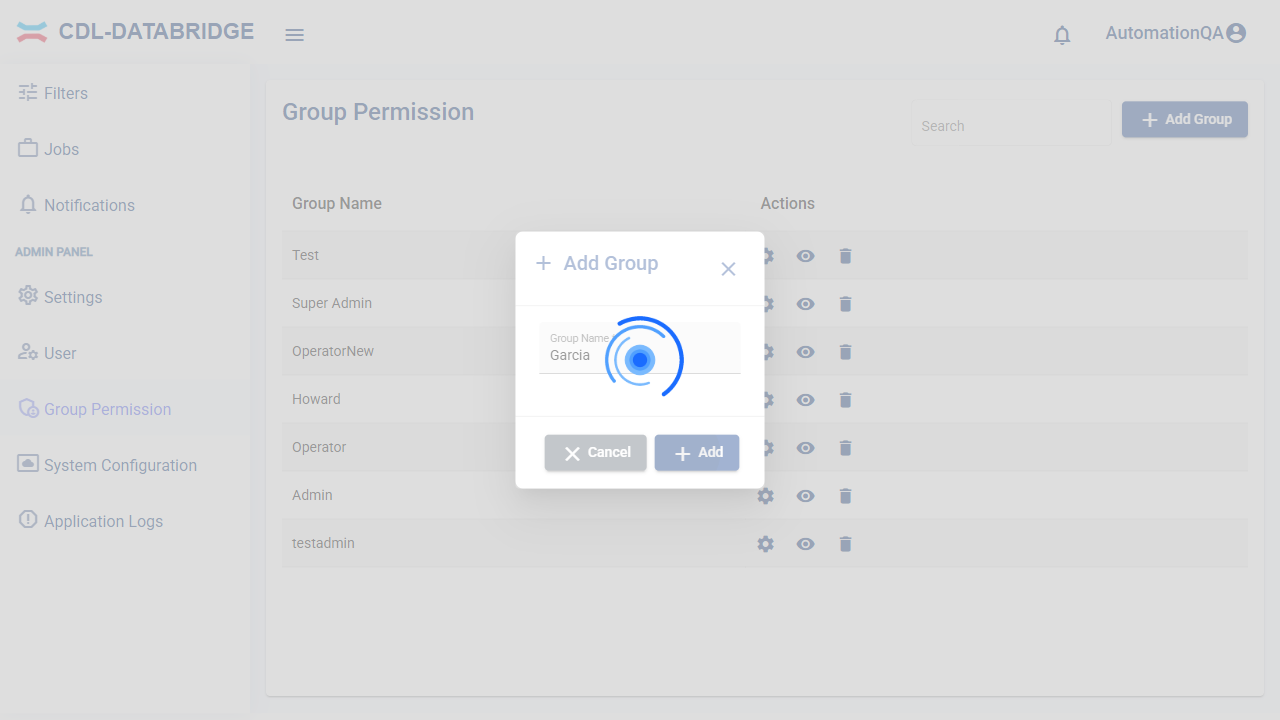 CDL-DATABRIDGE
AutomationQA
Filters
Jobs
Notifications
ADMIN PANEL
Settings
User
Group Permission
System Configuration
Application Logs
Group Permission
Search
Add Group
Group Name
Actions
Test
Super Admin
OperatorNew
Howard
Operator
Admin
testadmin
Add Group
Group Name
Garcia
Cancel
Add